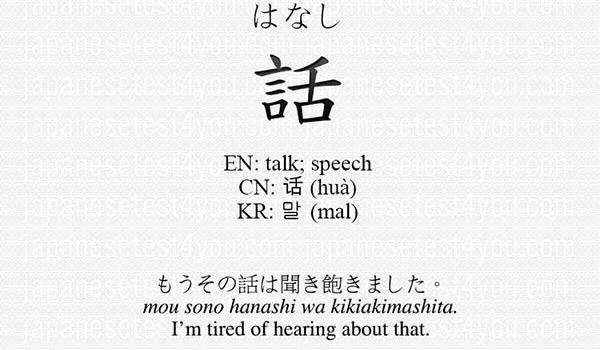 はなし
話
EN: talk; speech
CN: 话 (huà)
KR: 말 (mal)
もうその話は聞き飽きました。
mou sono hanashi wa kikiakimashita.
I'm tired of hearing about that.